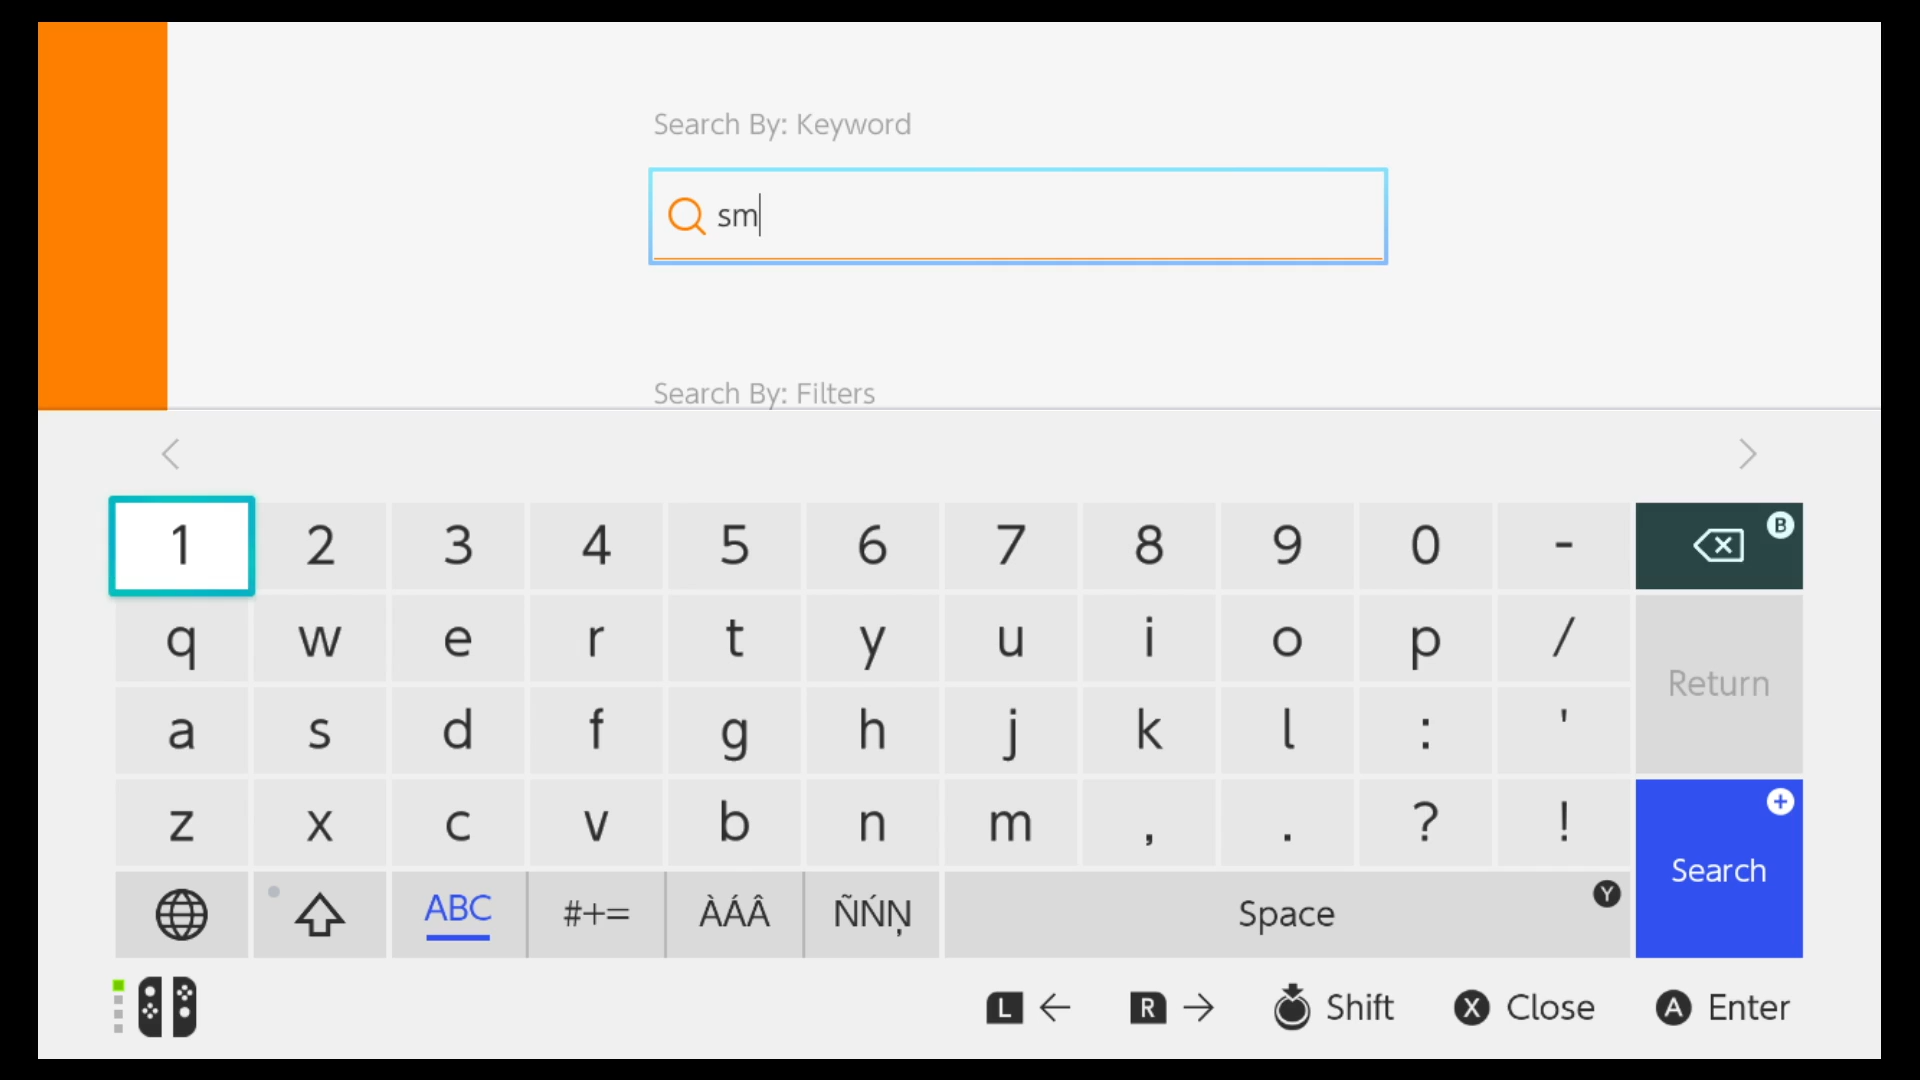 Search By: Keyword
sm
Search By: Filters
1 2 3 4 5 6 7 8 9 0 - B
q w e r t y u i o p / Return
a s d f g h j k l : '
z x c v b n m , . ? ! + Search
ABC #+= ÀÁÂ ÑŃŅ Space Y
L ← R → Shift X Close A Enter